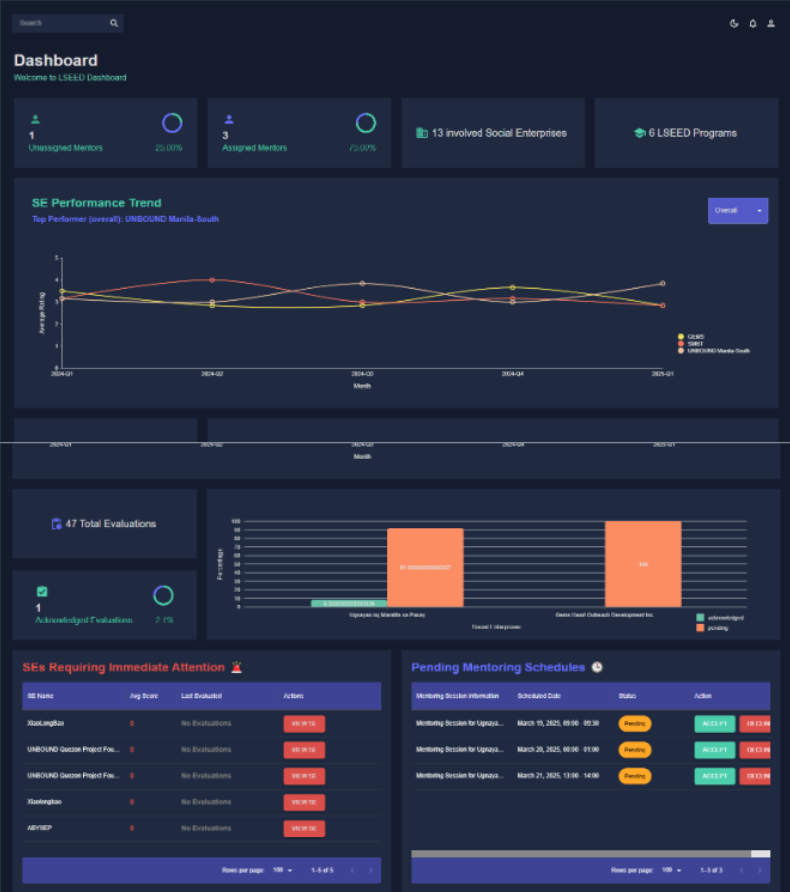 Search
Dashboard
Welcome to LSEED Dashboard
1
Unassigned Mentors
25.00%
3
Assigned Mentors
75.00%
13 involved Social Enterprises
6 LSEED Programs
SE Performance Trend
Top Performer (overall): UNBOUND Manila-South
Overall
5
4
3
2
1
0
Average Rating
2024-Q1 2024-Q2 2024-Q3 2024-Q4 2025-Q1
Month
GEMS
UNBOUND Manila-South
2024-Q1 2024-Q2 2024-Q3 2024-Q4 2025-Q1
Month
47 Total Evaluations
1
Acknowledged Evaluations
2.1%
100
90
80
70
60
50
40
30
20
10
0
Percentage
100
Ugnayan ng Manila sa Pasay
Gems Heart Outreach Development Inc.
Social Enterprises
acknowledged
pending
SEs Requiring Immediate Attention
SE Name Avg Score Last Evaluated Actions
XiaoLongBao 0 No Evaluations VIEW SE
UNBOUND Quezon Project Fou... 0 No Evaluations VIEW SE
UNBOUND Quezon Project Fou... 0 No Evaluations VIEW SE
Xiaolongbao 0 No Evaluations VIEW SE
0 No Evaluations VIEW SE
Rows per page: 100 1–5 of 5
Pending Mentoring Schedules
Mentoring Session Information Scheduled Date Status Action
Mentoring Session for Ugnaya... March 19, 2025, 09:00 - 09:30 Pending ACCEPT DECLIN
Mentoring Session for Ugnaya... March 20, 2025, 00:00 - 01:00 Pending ACCEPT DECLIN
Mentoring Session for Ugnaya... March 21, 2025, 13:00 - 14:00 Pending ACCEPT DECLIN
Rows per page: 100 1–3 of 3